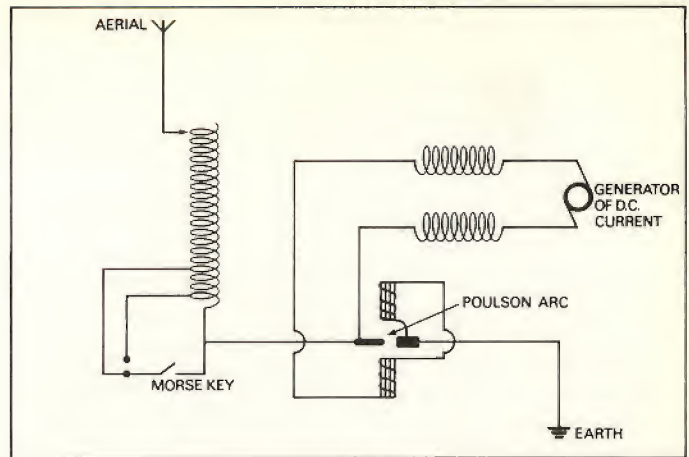 AERIAL
GENERATOR
OF D.C.
CURRENT
POULSON ARC
MORSE KEY
EARTH